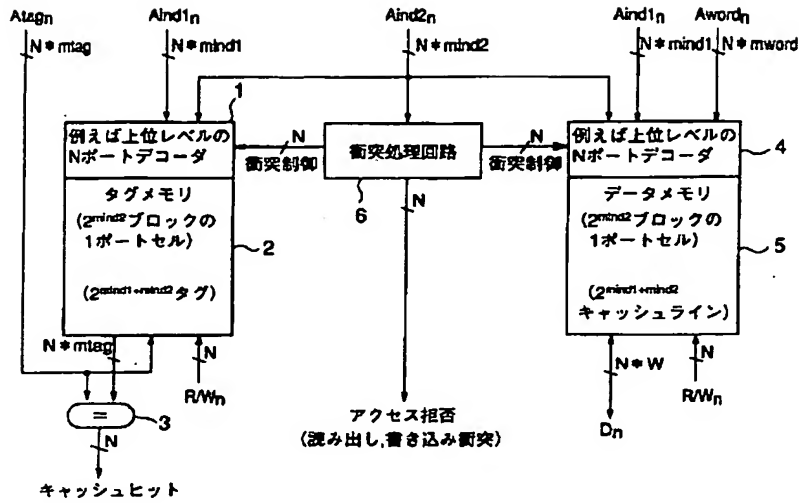 Atagn
Aind1n
Aind2n
Aind1n
Awordn
N*mtag
N*mind1
N*mind2
N*mind1
N*mword
1
例えば上位レベルの
Nポートデコーダ
N
衝突制御
衝突処理回路
6
N
衝突制御
例えば上位レベルの
Nポートデコーダ
4
タグメモリ
(2mind2ブロックの
1ポートセル)
(2mind1+mind2タグ)
2
N
データメモリ
(2mind2ブロックの
1ポートセル)
(2mind1+mind2
キャッシュライン)
5
N*mtag
N
R/Wn
=
3
N
キャッシュヒット
アクセス拒否
(読み出し,書き込み衝突)
N*W
Dn
N
R/Wn